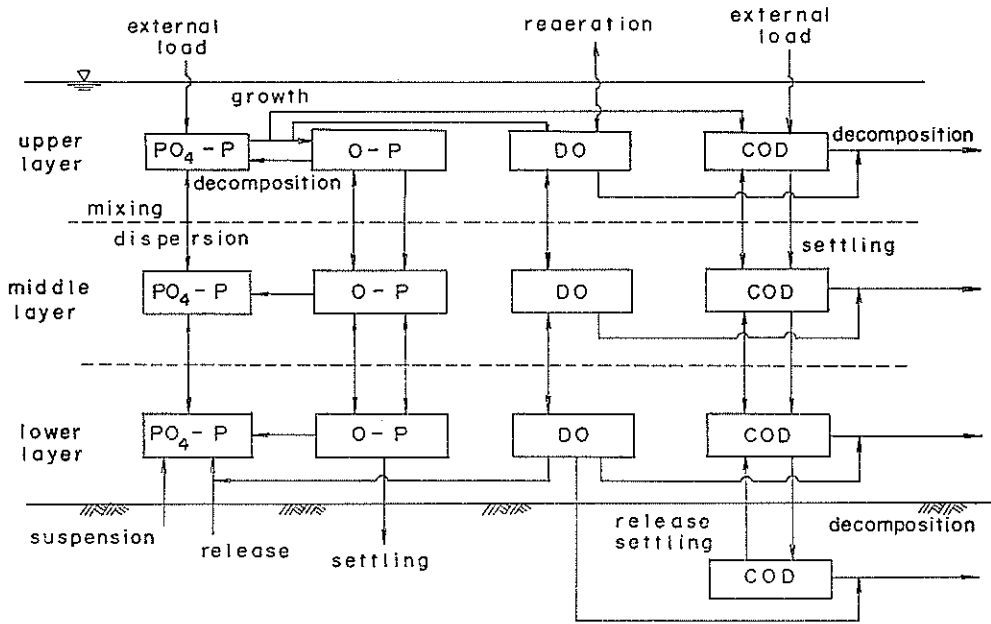 external
load
reaeration
external
load
growth
upper
layer
PO4-P
O-P
DO
COD
decomposition
decomposition
mixing
dispersion
settling
middle
layer
PO4-P
O-P
DO
COD
lower
layer
PO4-P
O-P
DO
COD
suspension
release
settling
release
settling
decomposition
COD